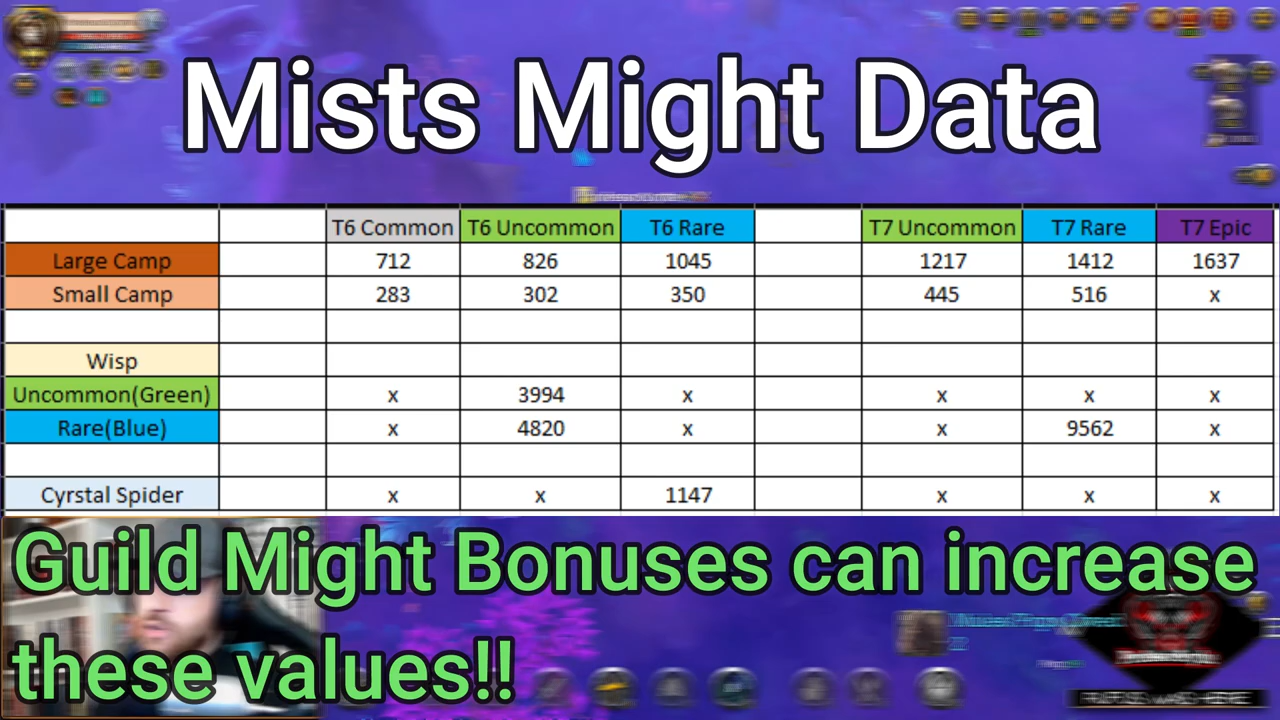 Mists Might Data
T6 Common T6 Uncommon T6 Rare T7 Uncommon T7 Rare T7 Epic
Large Camp 712 826 1045 1217 1412 1637
Small Camp 283 302 350 445 516 x
Wisp
Uncommon(Green) x 3994 x x x x
Rare(Blue) x 4820 x x 9562 x
Cyrstal Spider x x 1147 x x x
Guild Might Bonuses can increase
these values!!